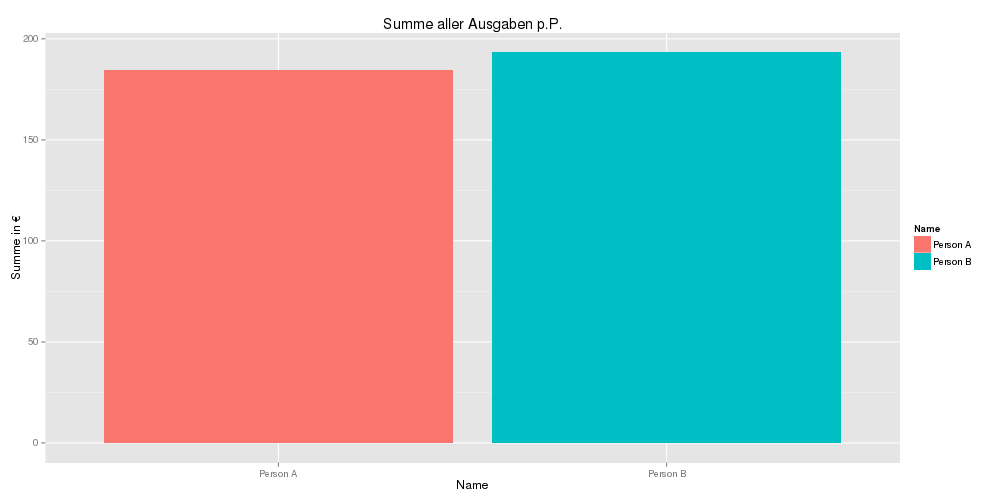 Summe aller Ausgaben p.P.
200
150
100
50
0
Summe in €
Person A
Person B
Name
Name
Person A
Person B